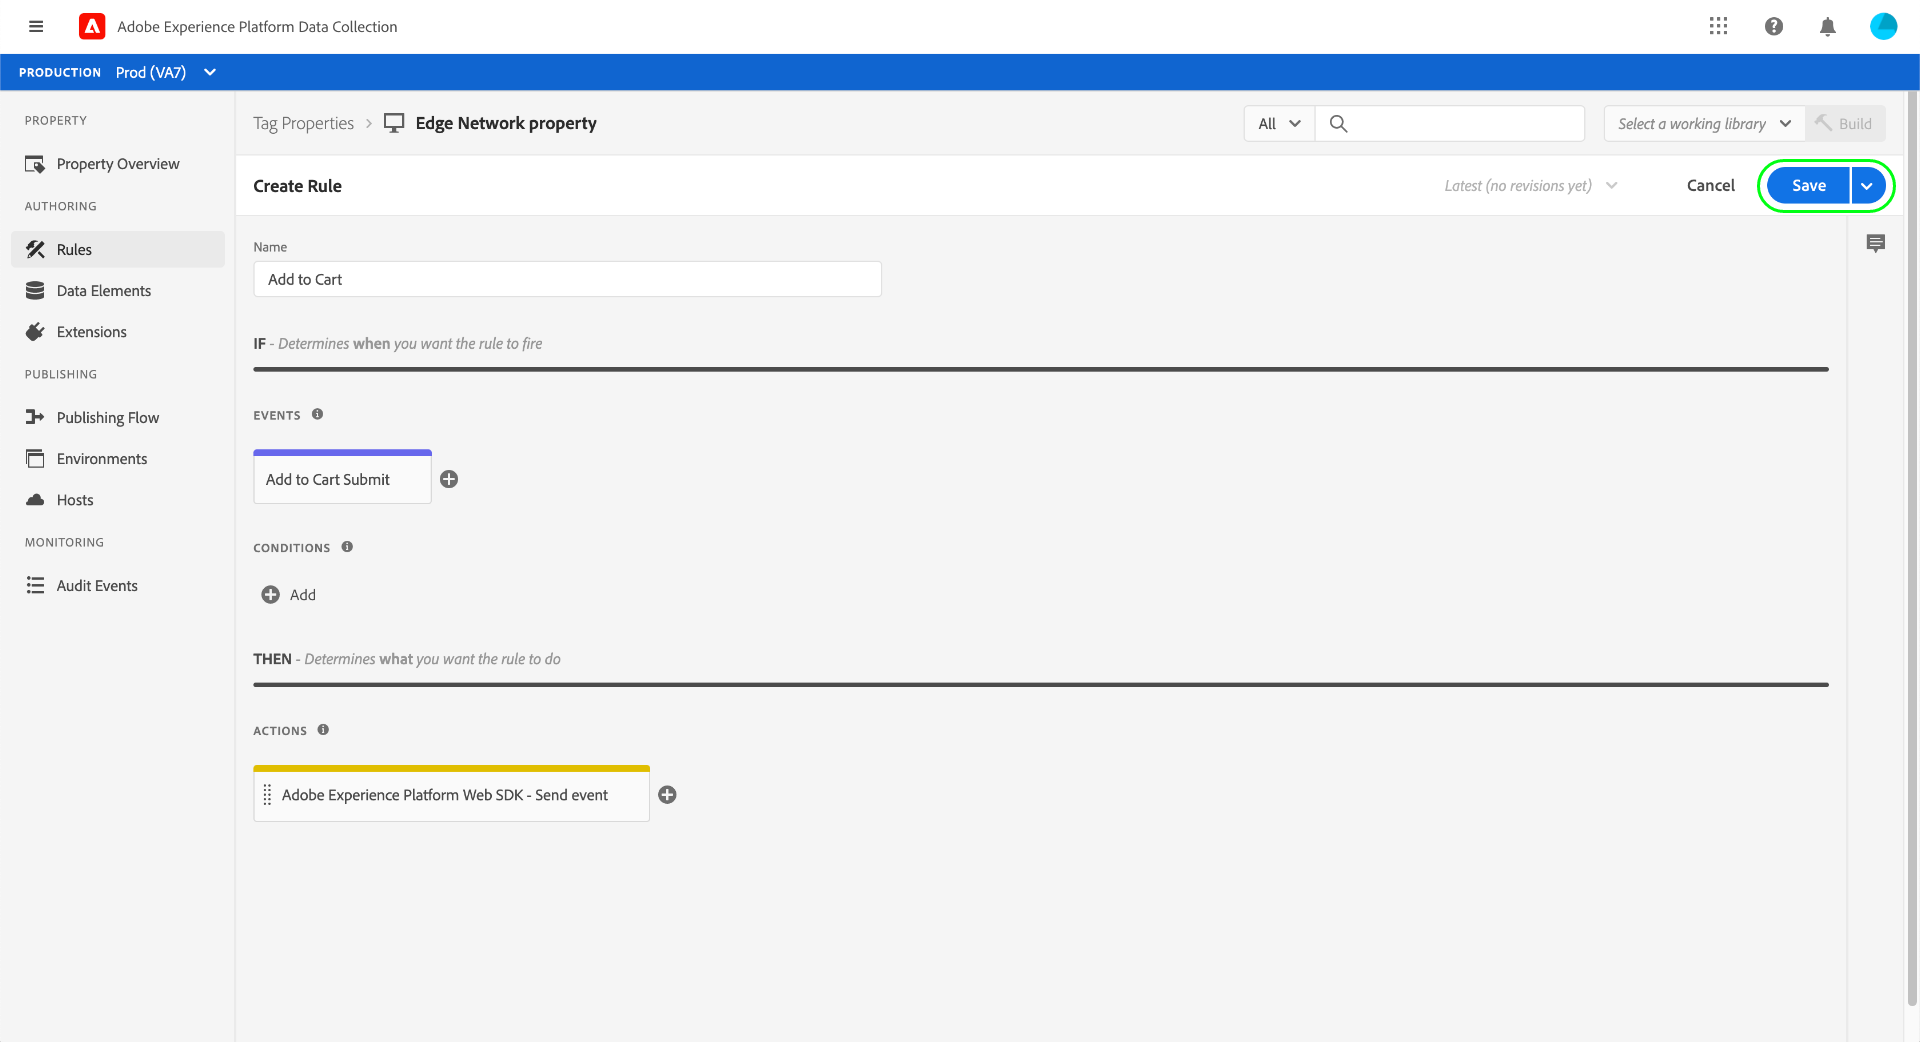 Adobe Experience Platform Data Collection
PRODUCTION Prod (VA7)
PROPERTY
Property Overview
AUTHORING
Rules
Data Elements
Extensions
PUBLISHING
Publishing Flow
Environments
Hosts
MONITORING
Audit Events
Tag Properties > Edge Network property
All
Select a working library
Build
Create Rule
Latest (no revisions yet)
Cancel
Save
Name
Add to Cart
IF - Determines when you want the rule to fire
EVENTS
Add to Cart Submit
CONDITIONS
Add
THEN - Determines what you want the rule to do
ACTIONS
Adobe Experience Platform Web SDK - Send event